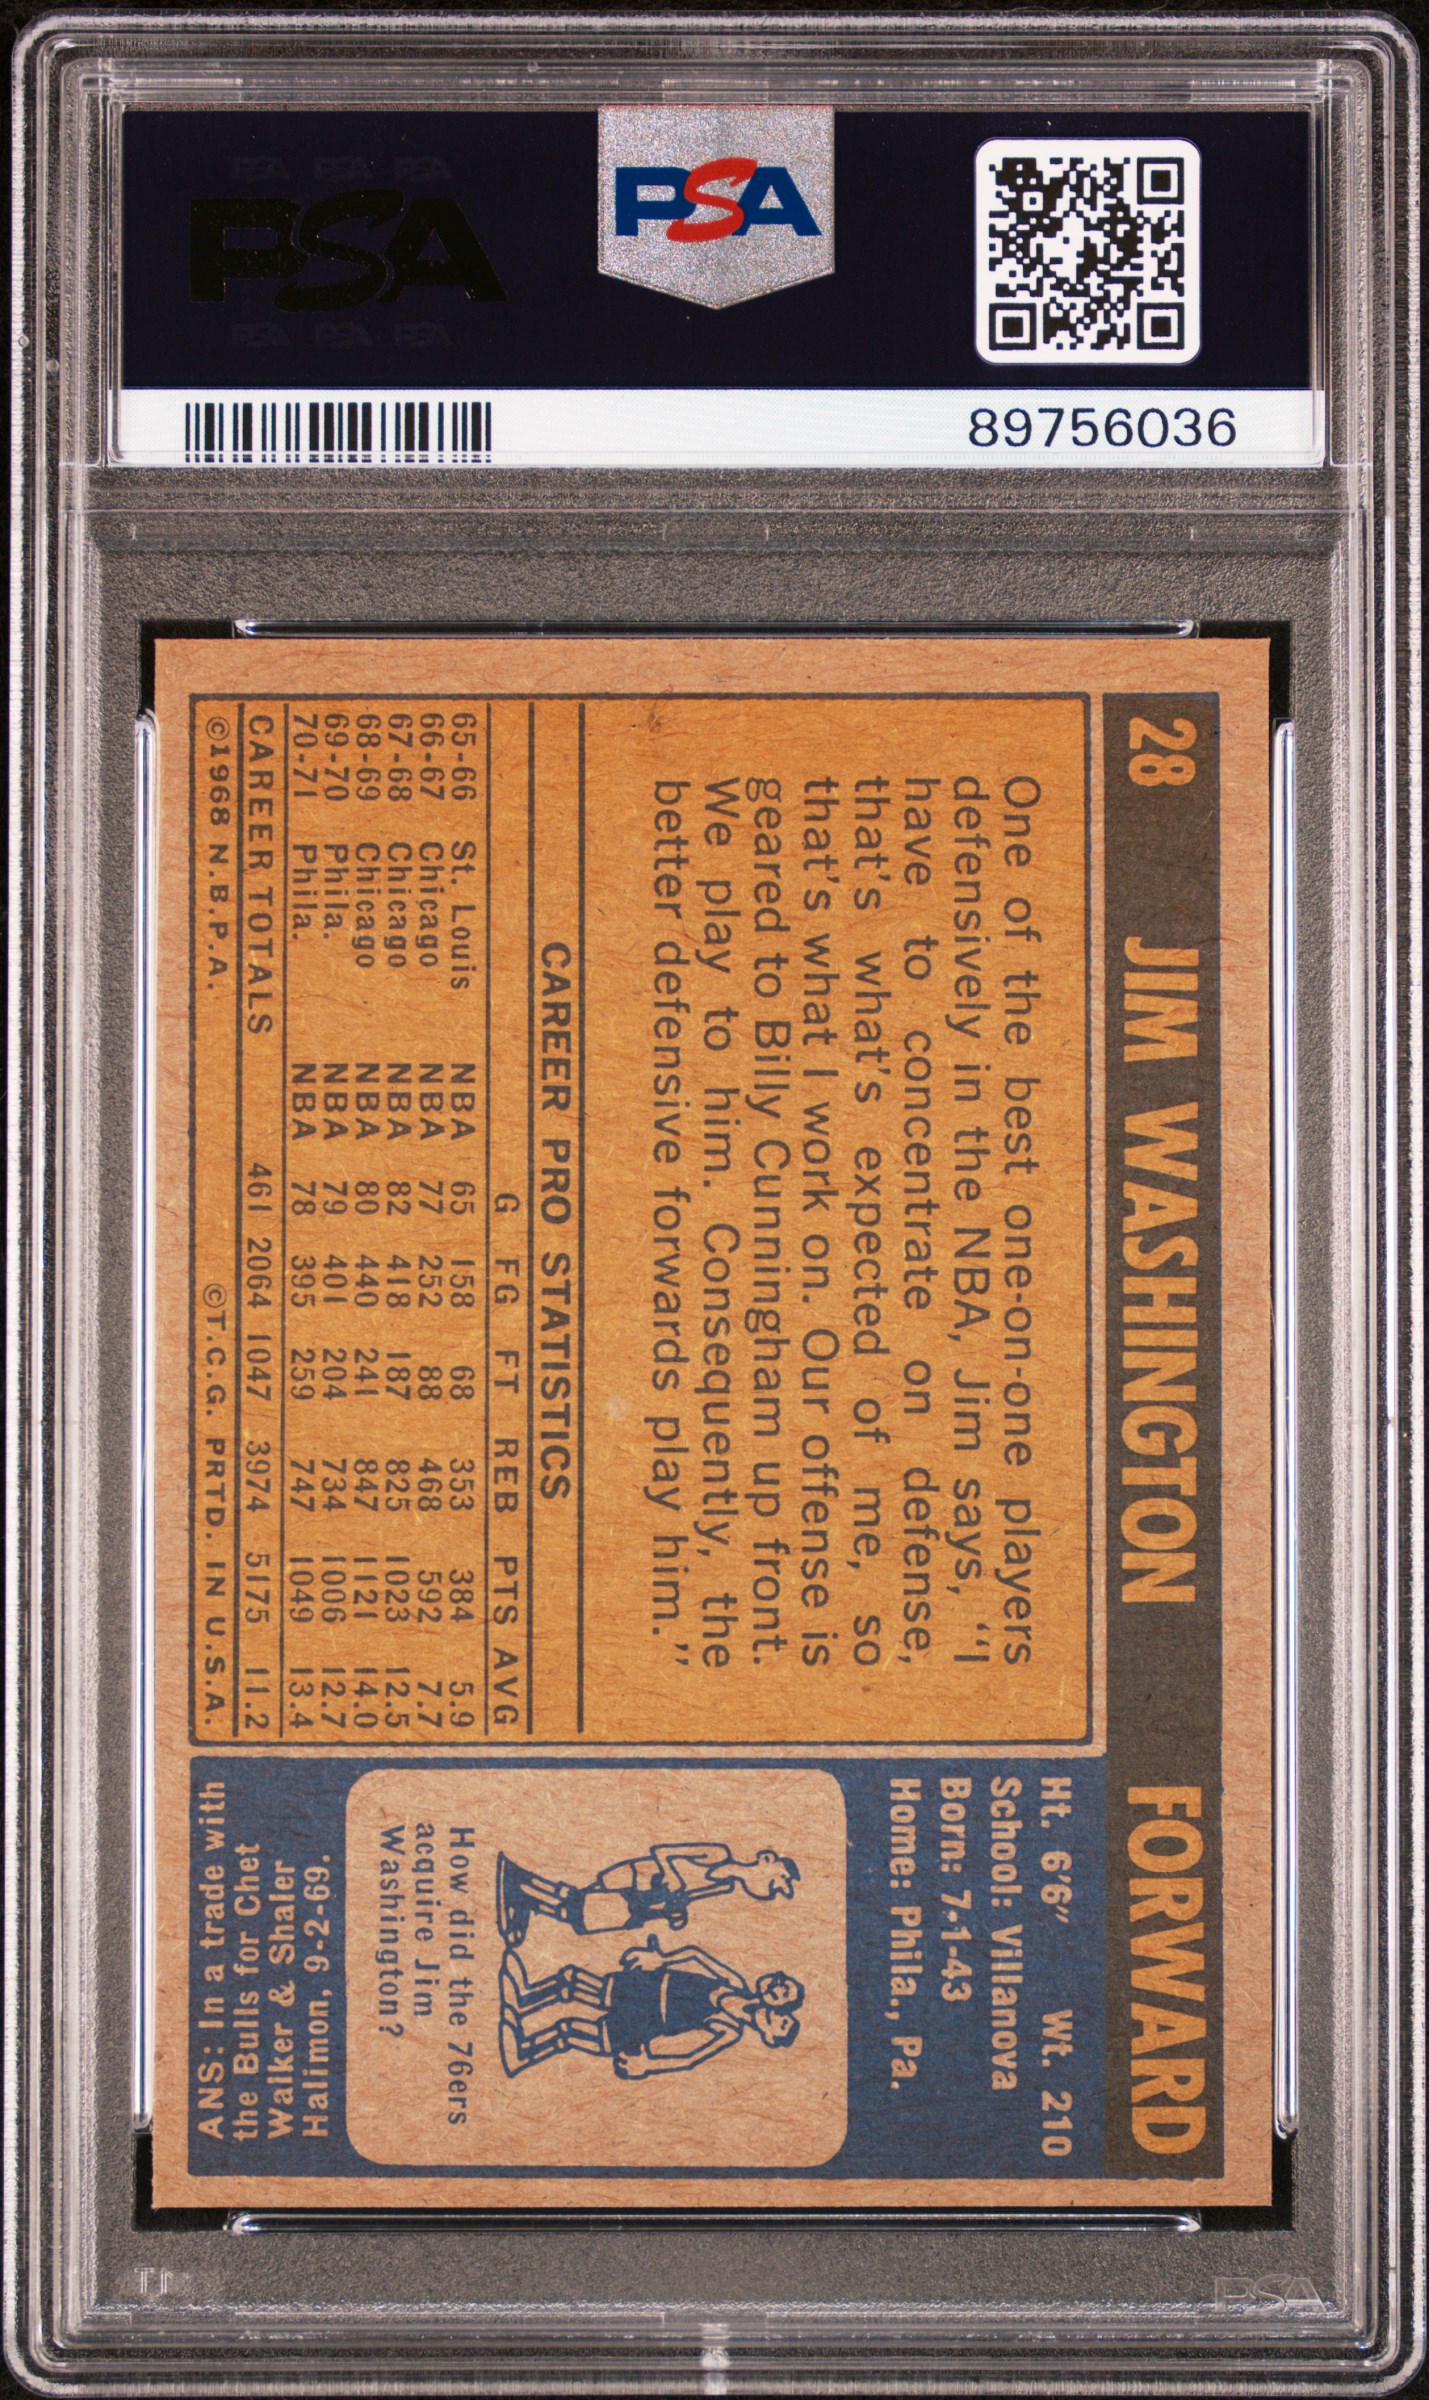 PSA PSA PSA
PSA
PSA PSA PSA
PSA
89756036
28 JIM WASHINGTON FORWARD
One of the best one-on-one players
defensively in the NBA, Jim says, "I
have to concentrate on defense,
that's what's expected of me, so
that's what I work on. Our offense is
geared to Billy Cunningham up front.
We play to him. Consequently, the
better defensive forwards play him."
CAREER PRO STATISTICS
G FG FT REB PTS AVG
65-66 St. Louis NBA 65 158 68 353 384 5.9
66-67 Chicago NBA 77 252 88 468 592 7.7
67-68 Chicago NBA 82 418 187 825 1023 12.5
68-69 Chicago NBA 80 440 241 847 1121 14.0
69-70 Phila. NBA 79 401 204 734 1006 12.7
70-71 Phila. NBA 78 395 259 747 1049 13.4
CAREER TOTALS 461 2064 1047 3974 5175 11.2
©1968 N.B.P.A. ©T.C.G. PRTD. IN U.S.A.
Ht. 6'6" Wt. 210
School: Villanova
Born: 7-1-43
Home: Phila., Pa.
How did the 76ers
acquire Jim
Washington?
ANS: In a trade with
the Bulls for Chet
Walker & Shaler
Halimon, 9-2-69.
PSA